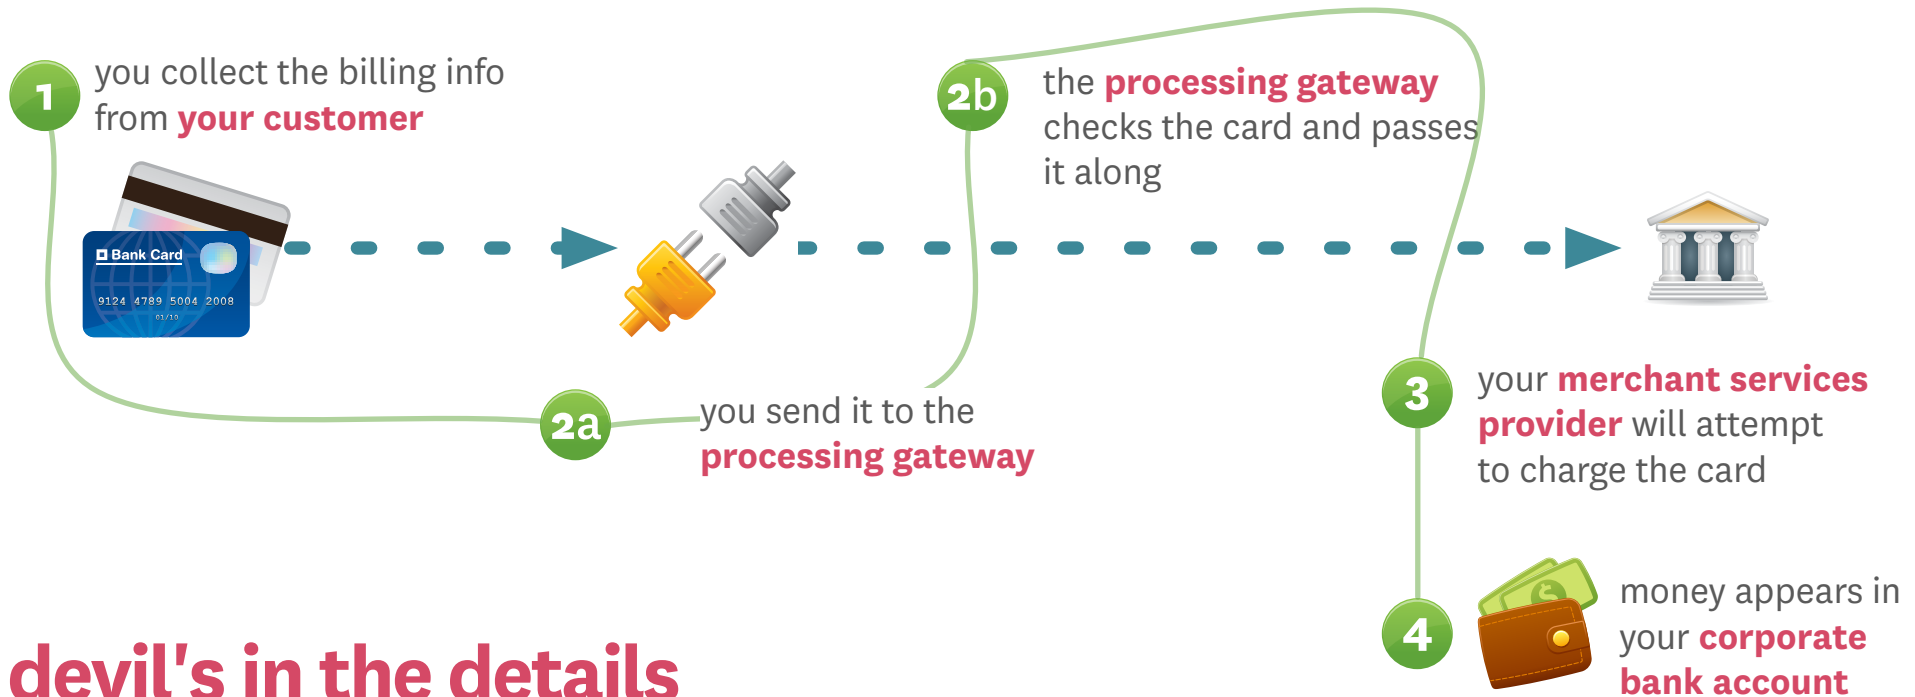 1
you collect the billing info
from your customer
Bank Card
9124 4789 5004 2008
01/10
2a
you send it to the
processing gateway
2b
the processing gateway
checks the card and passes
it along
3
your merchant services
provider will attempt
to charge the card
4
money appears in
your corporate
bank account
devil's in the details